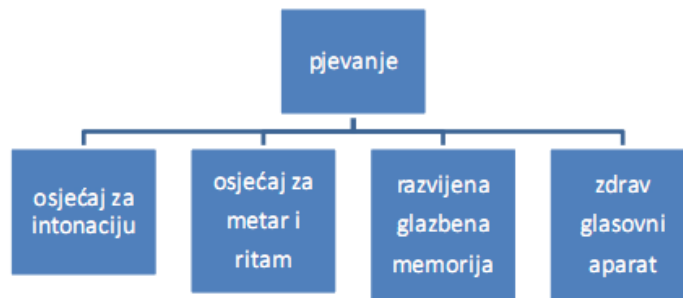 pjevanje
osjećaj za
intonaciju
osjećaj za
metar i
ritam
razvijena
glazbena
memorija
zdrav
glasovni
aparat